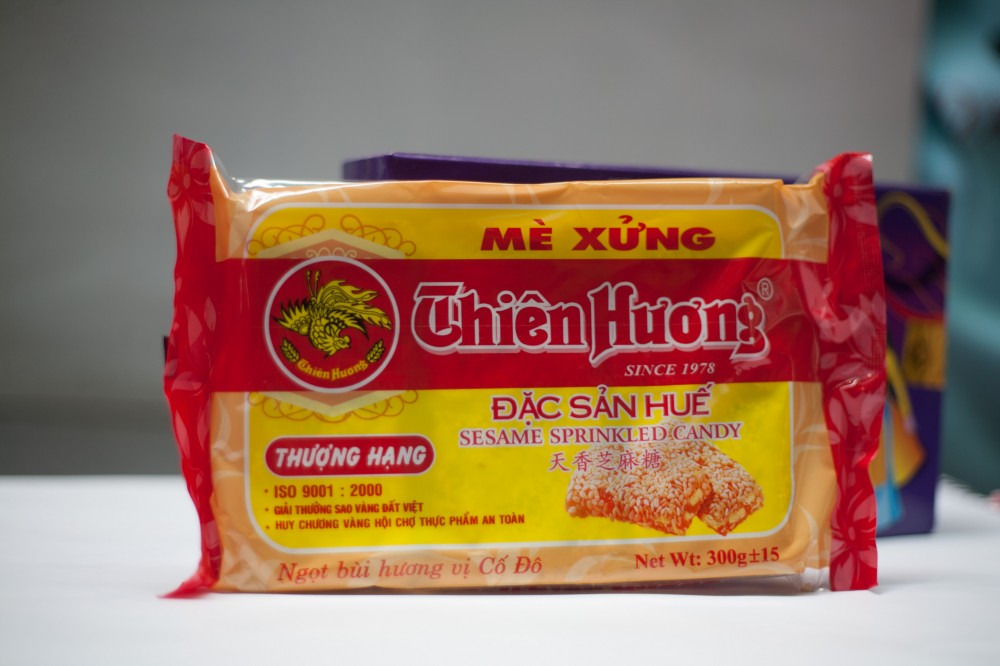 MÈ XỬNG
Thiên Hương®
SINCE 1978
Thiên Hương
ĐẶC SẢN HUẾ
SESAME SPRINKLED CANDY
天香芝麻糖
THƯỢNG HẠNG
• ISO 9001 : 2000
• GIẢI THƯỞNG SAO VÀNG ĐẤT VIỆT
• HUY CHƯƠNG VÀNG HỘI CHỢ THỰC PHẨM AN TOÀN
Ngọt bùi hương vị Cố Đô
Net Wt: 300g±15